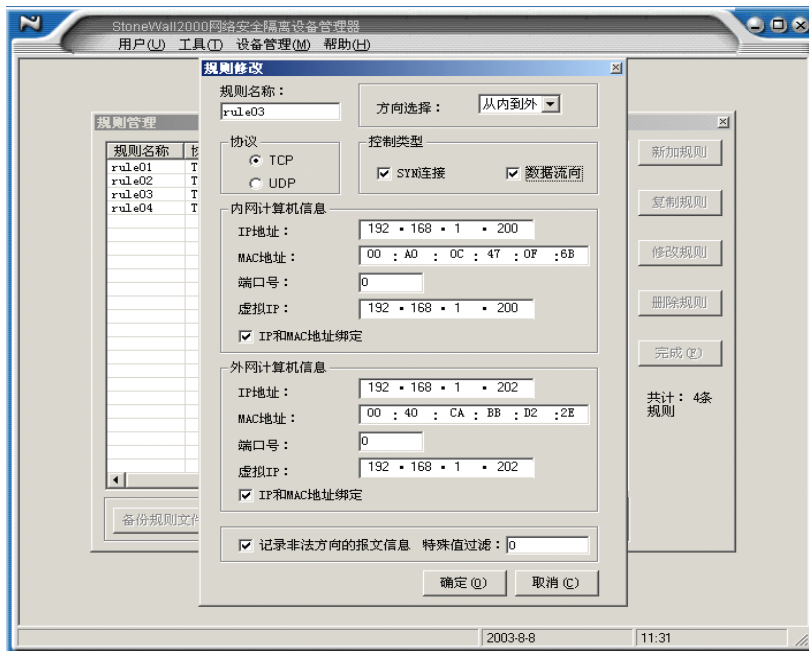 StoneWall2000网络安全隔离设备管理器
用户(U) 工具(T) 设备管理(M) 帮助(H)
规则修改
规则名称：
rule03
方向选择： 从内到外
协议
TCP
UDP
控制类型
SYN连接 数据流向
内网计算机信息
IP地址： 192 . 168 . 1 . 200
MAC地址： 00 : A0 : 0C : 47 : 0F : 6B
端口号： 0
虚拟IP： 192 . 168 . 1 . 200
IP和MAC地址绑定
外网计算机信息
IP地址： 192 . 168 . 1 . 202
MAC地址： 00 : 40 : CA : BB : D2 : 2E
端口号： 0
虚拟IP： 192 . 168 . 1 . 202
IP和MAC地址绑定
记录非法方向的报文信息 特殊值过滤：0
确定(O) 取消(C)
规则管理
规则名称
rule01 T
rule02 T
rule03 T
rule04 T
备份规则文件
新加规则
复制规则
修改规则
删除规则
完成(F)
共计： 4条
规则
2003-8-8 11:31